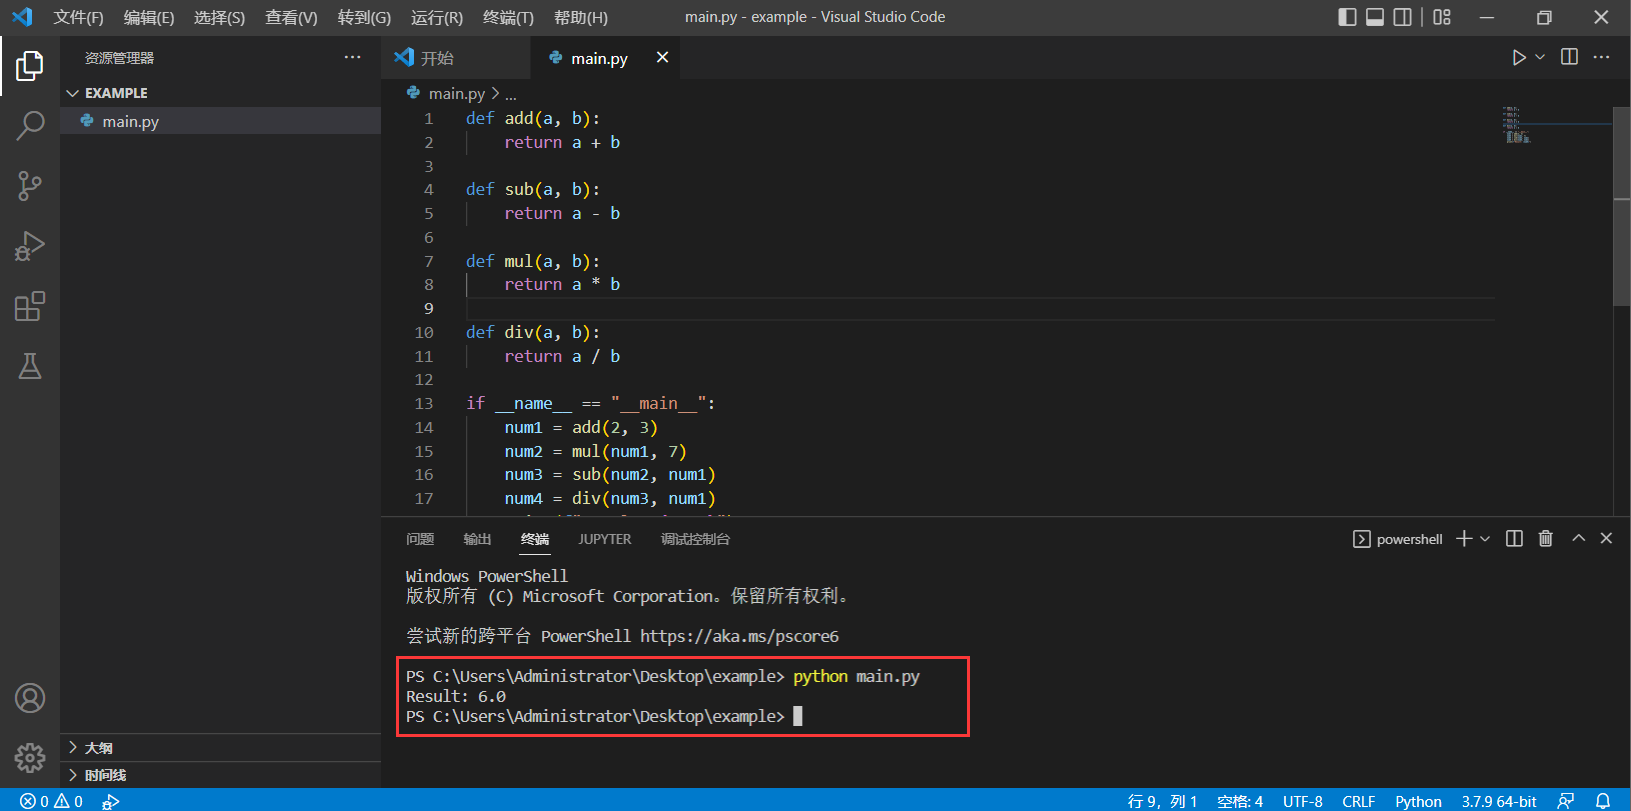 文件(F) 编辑(E) 选择(S) 查看(V) 转到(G) 运行(R) 终端(T) 帮助(H) main.py - example - Visual Studio Code
资源管理器
EXAMPLE
main.py
大纲
时间线
开始 main.py
main.py > ...
1 def add(a, b):
2 return a + b
3
4 def sub(a, b):
5 return a - b
6
7 def mul(a, b):
8 return a * b
9
10 def div(a, b):
11 return a / b
12
13 if __name__ == "__main__":
14 num1 = add(2, 3)
15 num2 = mul(num1, 7)
16 num3 = sub(num2, num1)
17 num4 = div(num3, num1)
问题 输出 终端 JUPYTER 调试控制台 powershell
Windows PowerShell
版权所有 (C) Microsoft Corporation。保留所有权利。
尝试新的跨平台 PowerShell https://aka.ms/pscore6
PS C:\Users\Administrator\Desktop\example> python main.py
Result: 6.0
PS C:\Users\Administrator\Desktop\example>
0 0 行 9，列 1 空格: 4 UTF-8 CRLF Python 3.7.9 64-bit